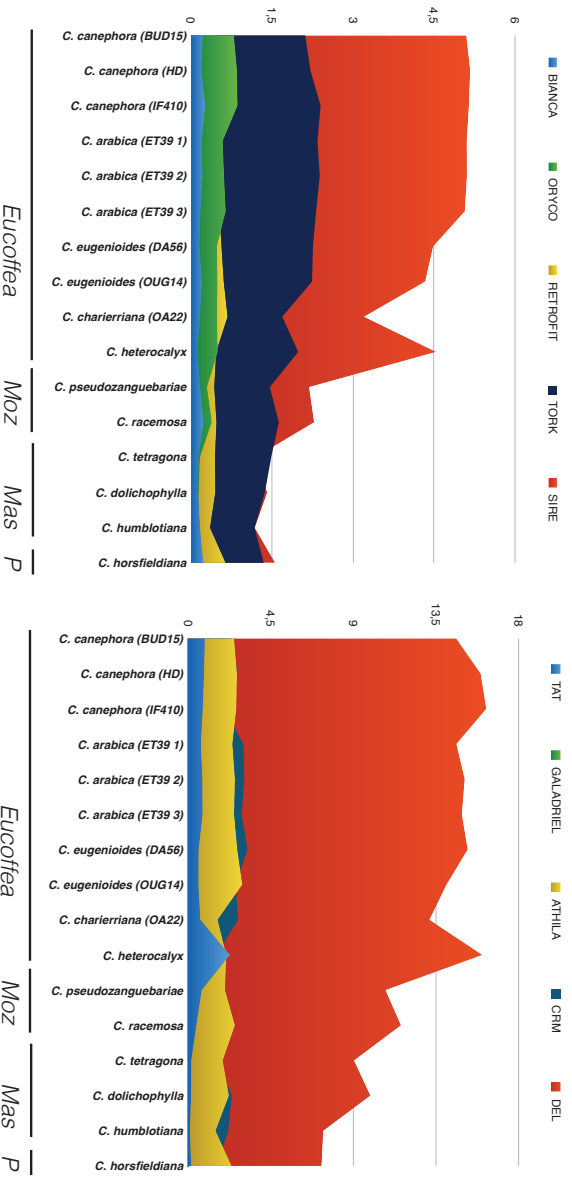 0
1,5
3
4,5
6
BIANCA
ORYCO
RETROFIT
TORK
SIRE
C. canephora (BUD15)
C. canephora (HD)
C. canephora (IF410)
C. arabica (ET39 1)
C. arabica (ET39 2)
C. arabica (ET39 3)
C. eugenioides (DA56)
C. eugenioides (OUG14)
C. charierriana (OA22)
C. heterocalyx
C. pseudozanguebariae
C. racemosa
C. tetragona
C. dolichophylla
C. humblotiana
C. horsfieldiana
Eucoffea
Moz
Mas
P
0
4,5
9
13,5
18
TAT
GALADRIEL
ATHILA
CRM
DEL
C. canephora (BUD15)
C. canephora (HD)
C. canephora (IF410)
C. arabica (ET39 1)
C. arabica (ET39 2)
C. arabica (ET39 3)
C. eugenioides (DA56)
C. eugenioides (OUG14)
C. charierriana (OA22)
C. heterocalyx
C. pseudozanguebariae
C. racemosa
C. tetragona
C. dolichophylla
C. humblotiana
C. horsfieldiana
Eucoffea
Moz
Mas
P